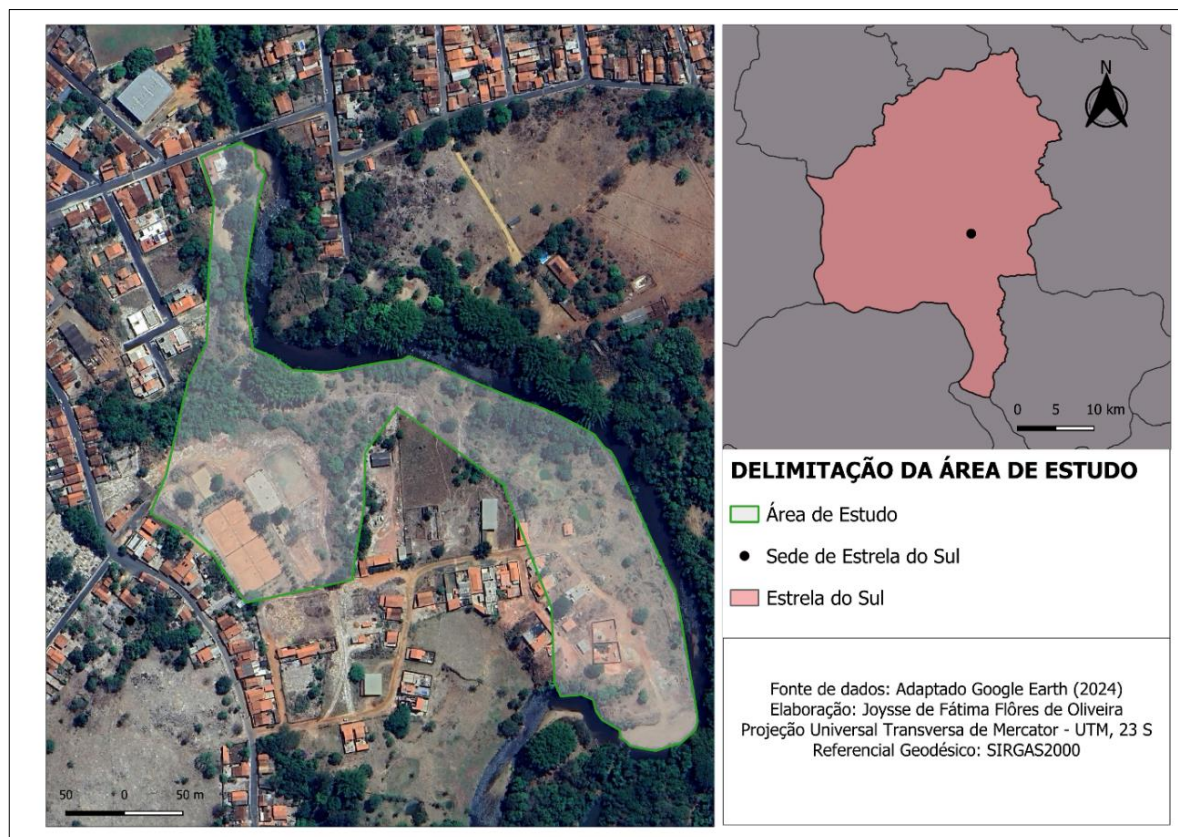 N
0 5 10 km
DELIMITAÇÃO DA ÁREA DE ESTUDO
Área de Estudo
Sede de Estrela do Sul
Estrela do Sul
Fonte de dados: Adaptado Google Earth (2024)
Elaboração: Joysse de Fátima Flôres de Oliveira
Projeção Universal Transversa de Mercator - UTM, 23 S
Referencial Geodésico: SIRGAS2000
50 0 50 m